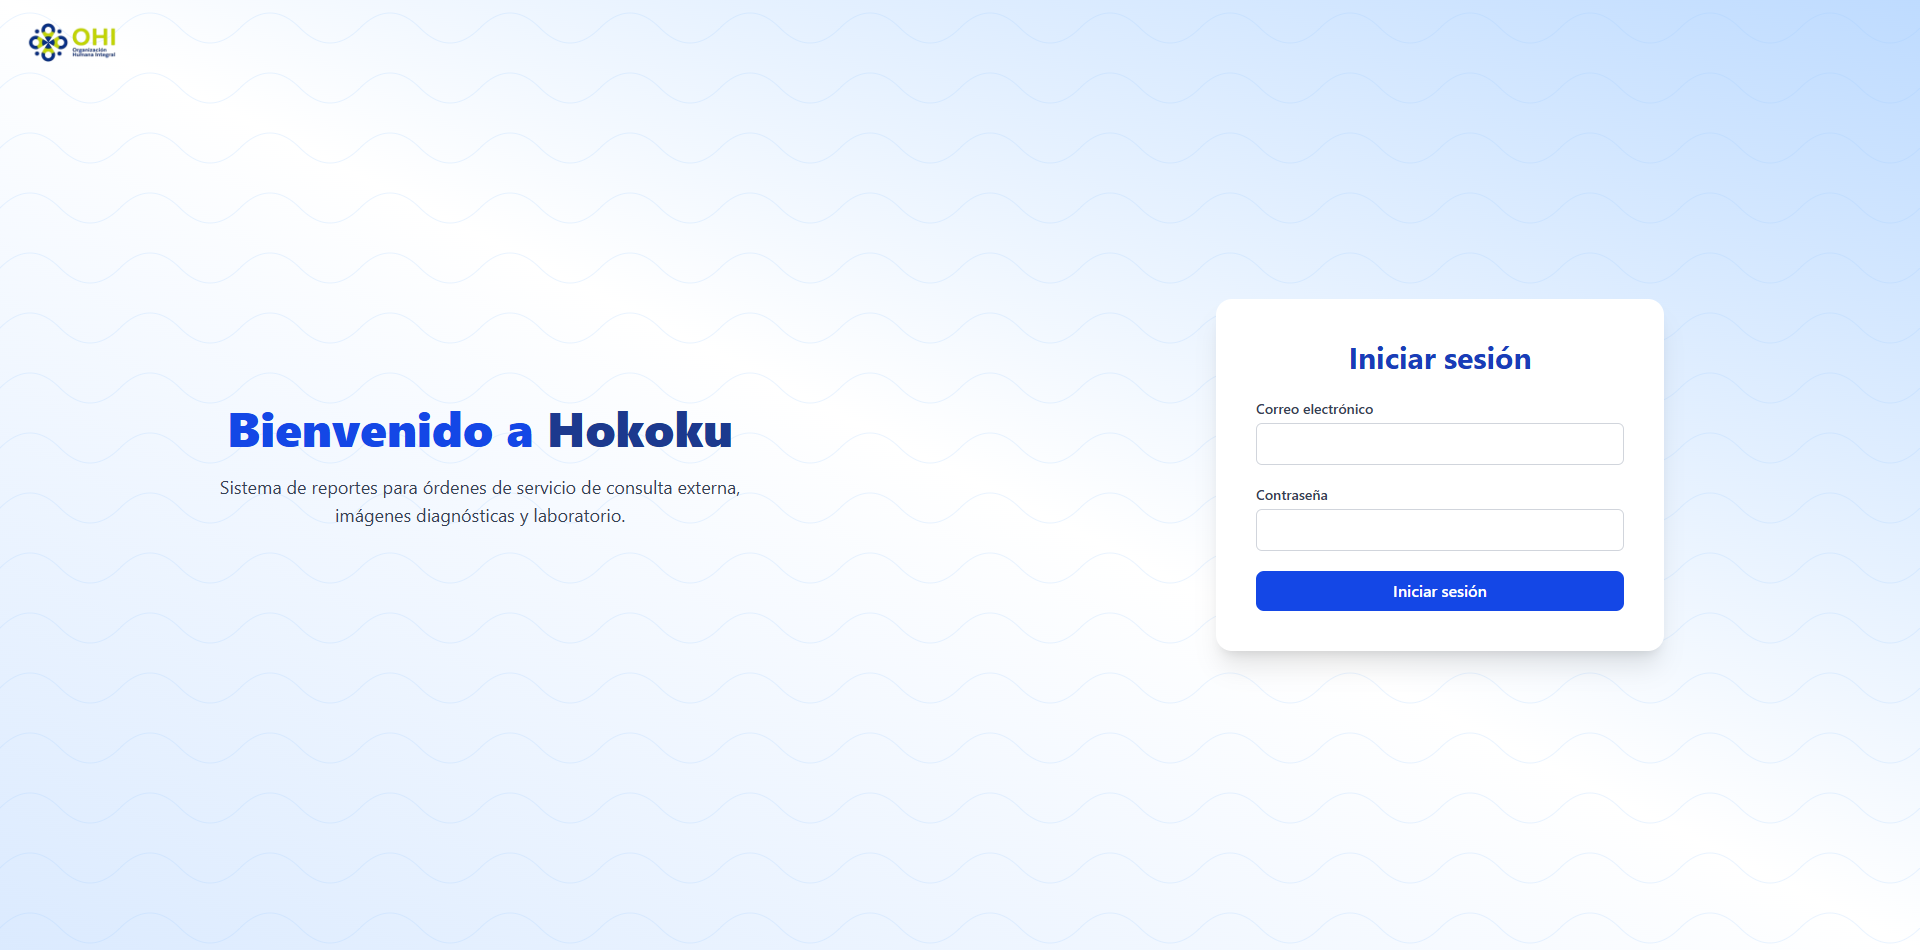 OHI
Organización
Humana Integral
Bienvenido a Hokoku
Sistema de reportes para órdenes de servicio de consulta externa,
imágenes diagnósticas y laboratorio.
Iniciar sesión
Correo electrónico
Contraseña
Iniciar sesión